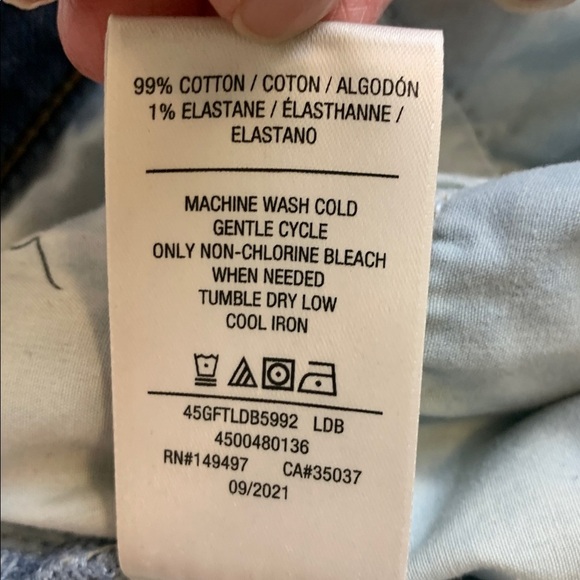 99% COTTON / COTON / ALGODÓN
1% ELASTANE / ÉLASTHANNE /
ELASTANO
MACHINE WASH COLD
GENTLE CYCLE
ONLY NON-CHLORINE BLEACH
WHEN NEEDED
TUMBLE DRY LOW
COOL IRON
45GFTLDB5992 LDB
4500480136
RN#149497 CA#35037
09/2021